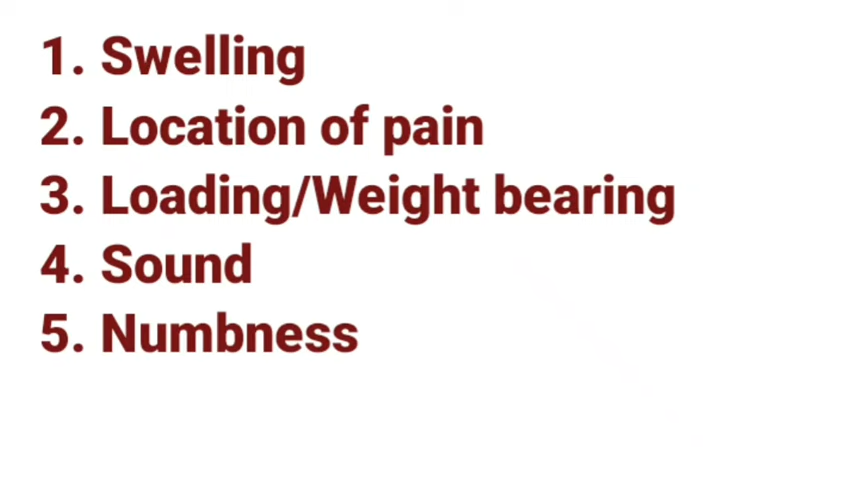 1. Swelling
2. Location of pain
3. Loading/Weight bearing
4. Sound
5. Numbness